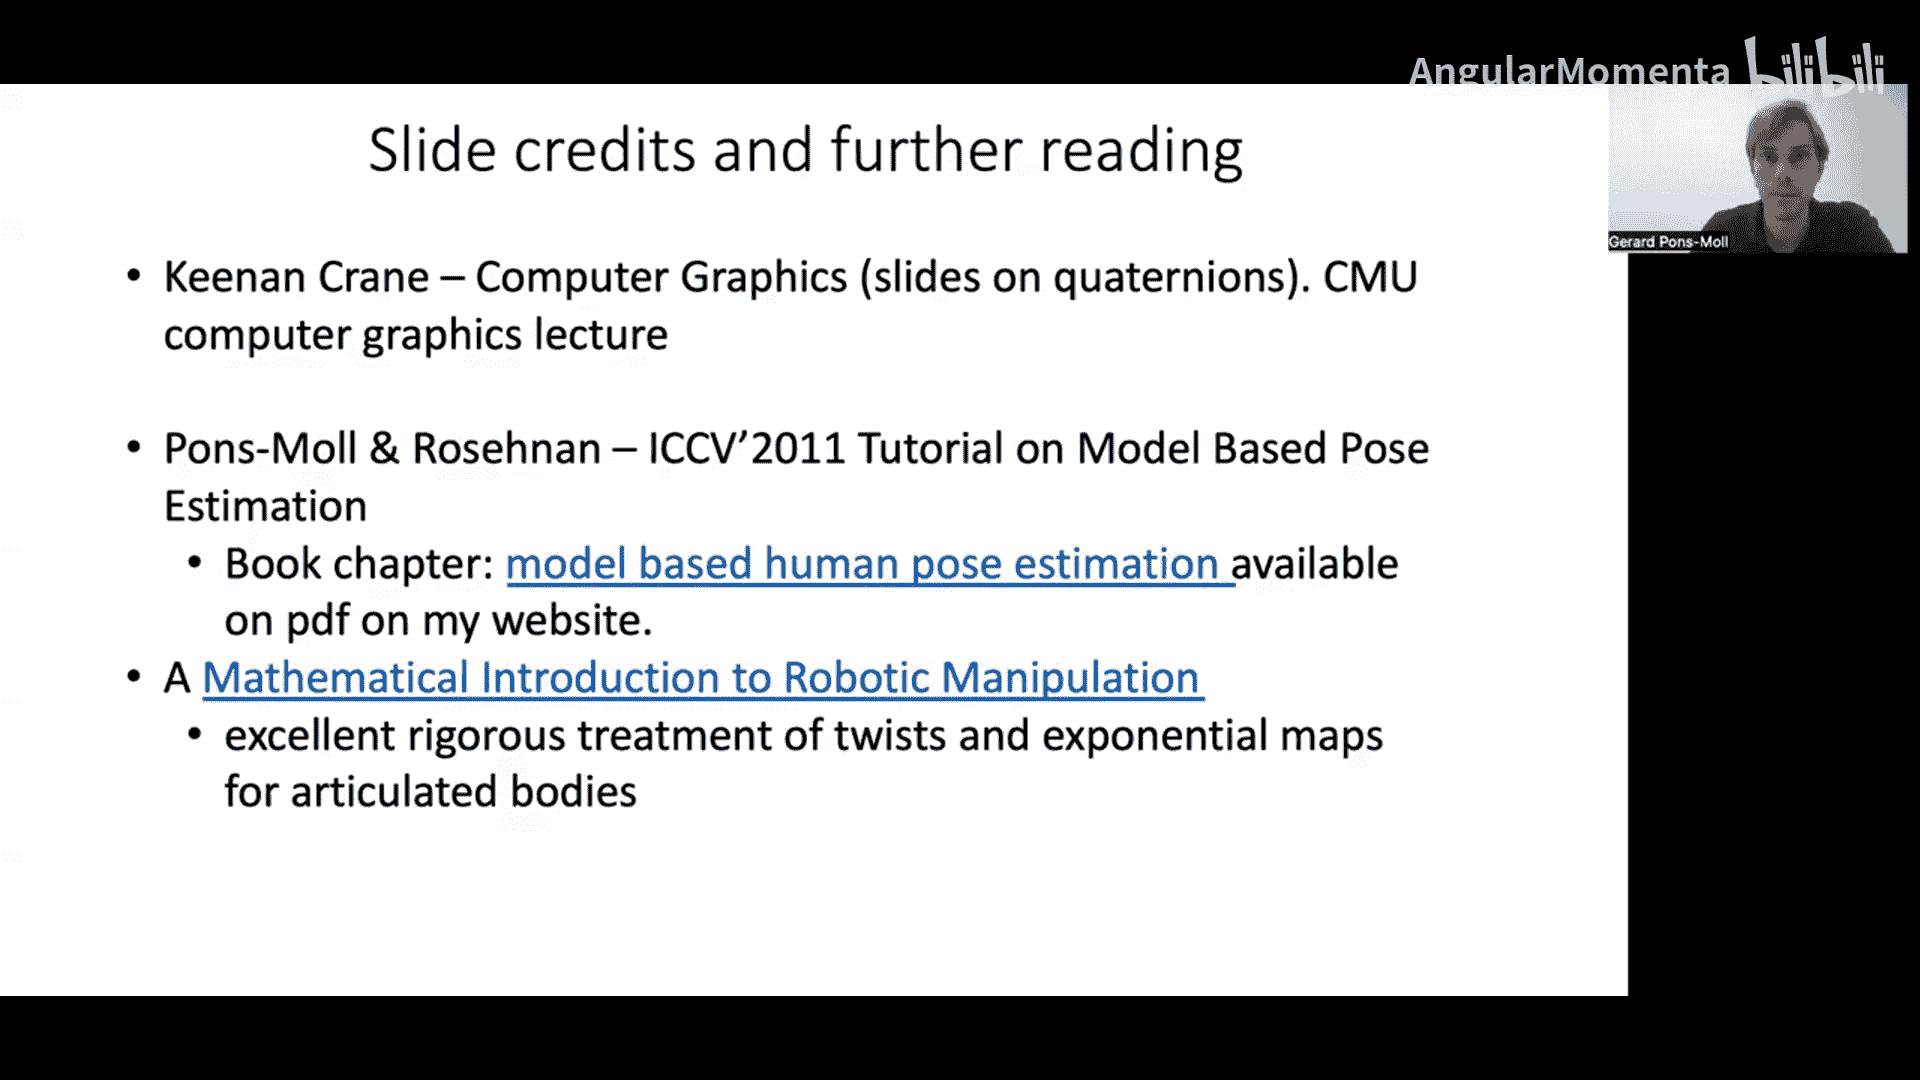 AngularMomenta bilibili
Slide credits and further reading
Gerard Pons-Moll
• Keenan Crane – Computer Graphics (slides on quaternions). CMU
computer graphics lecture
• Pons-Moll & Rosehnan – ICCV’2011 Tutorial on Model Based Pose
Estimation
• Book chapter: model based human pose estimation available
on pdf on my website.
• A Mathematical Introduction to Robotic Manipulation
• excellent rigorous treatment of twists and exponential maps
for articulated bodies